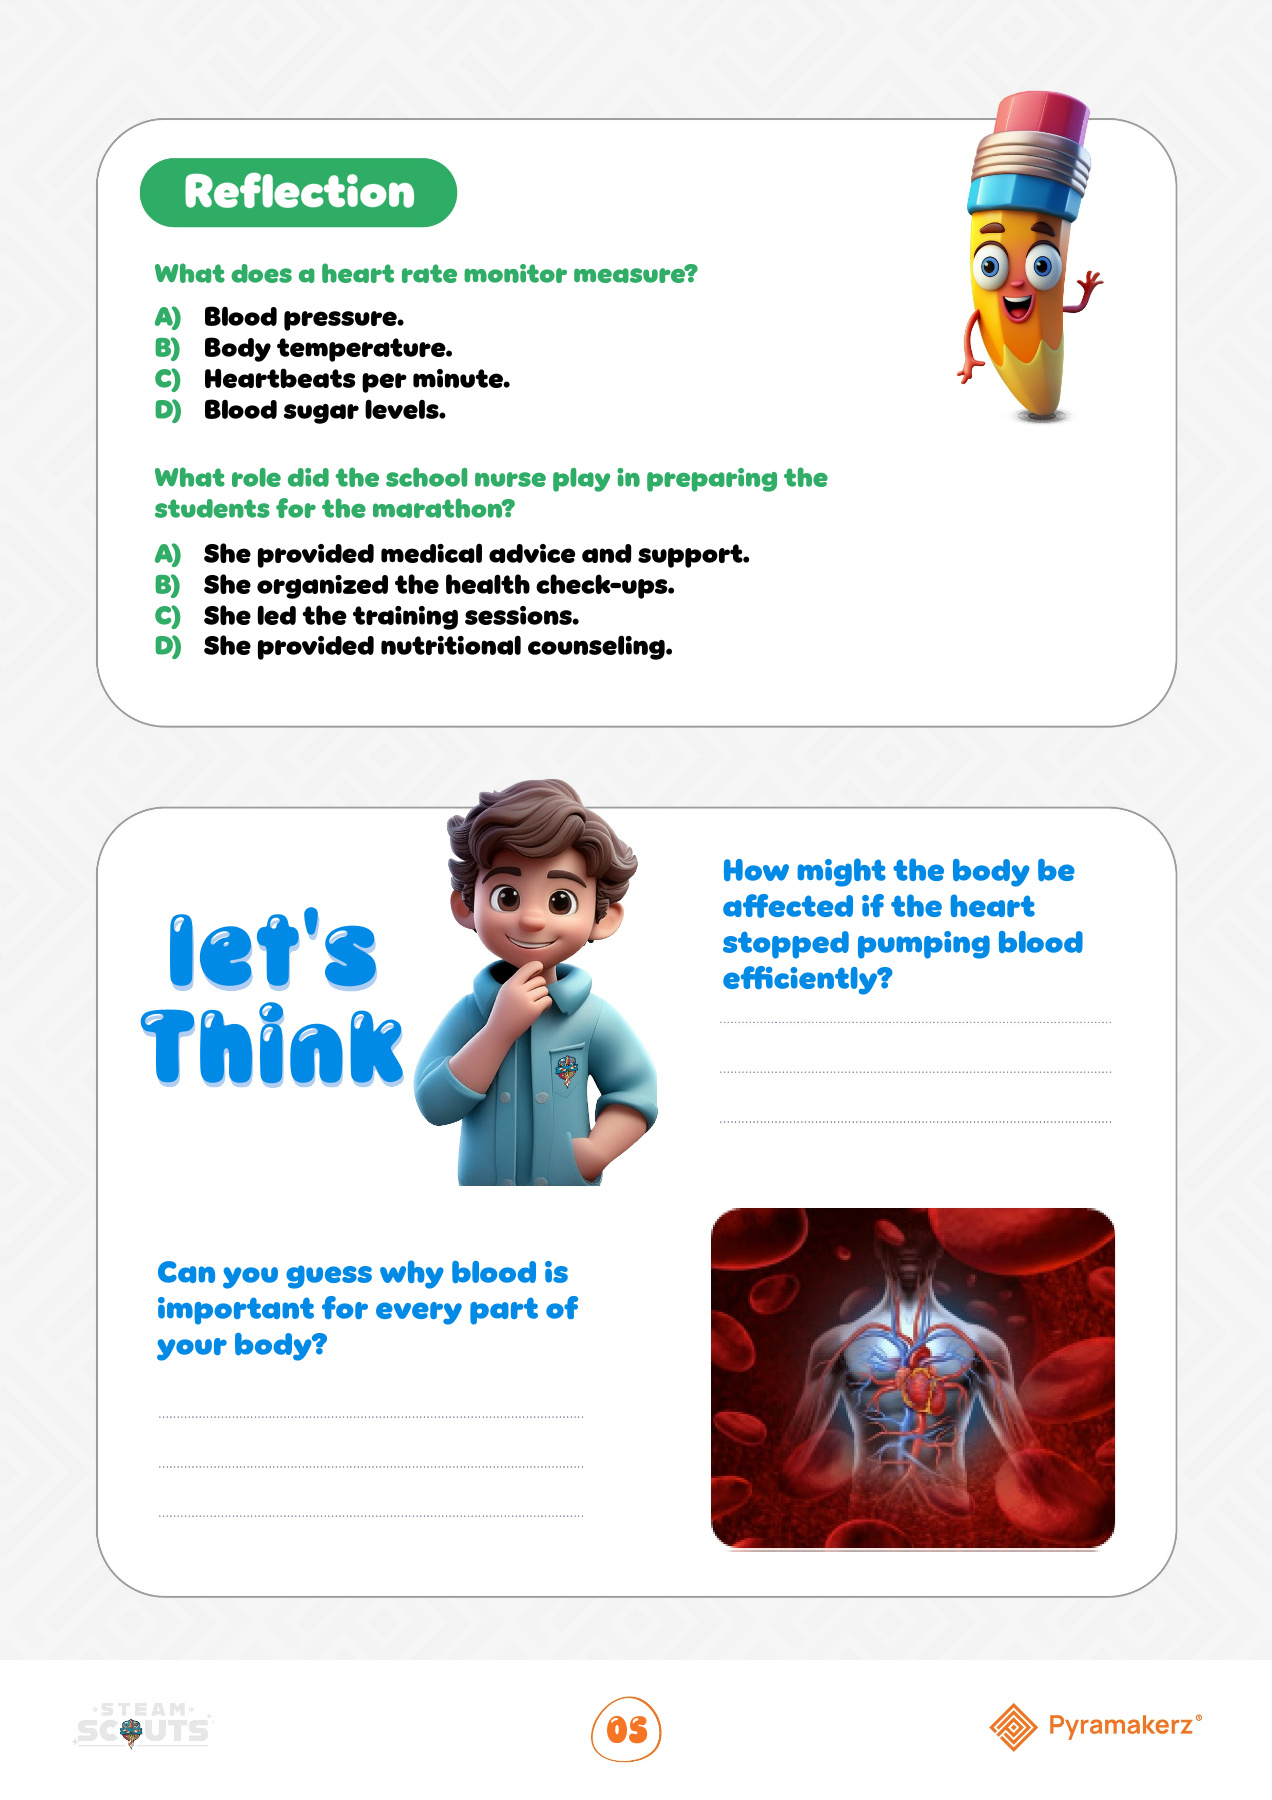 Reflection
What does a heart rate monitor measure?
A) Blood pressure.
B) Body temperature.
C) Heartbeats per minute.
D) Blood sugar levels.
What role did the school nurse play in preparing the
students for the marathon?
A) She provided medical advice and support.
B) She organized the health check-ups.
C) She led the training sessions.
D) She provided nutritional counseling.
let's
Think
How might the body be
affected if the heart
stopped pumping blood
efficiently?
Can you guess why blood is
important for every part of
your body?
STEAM
SCOUTS
05
Pyramakerz®